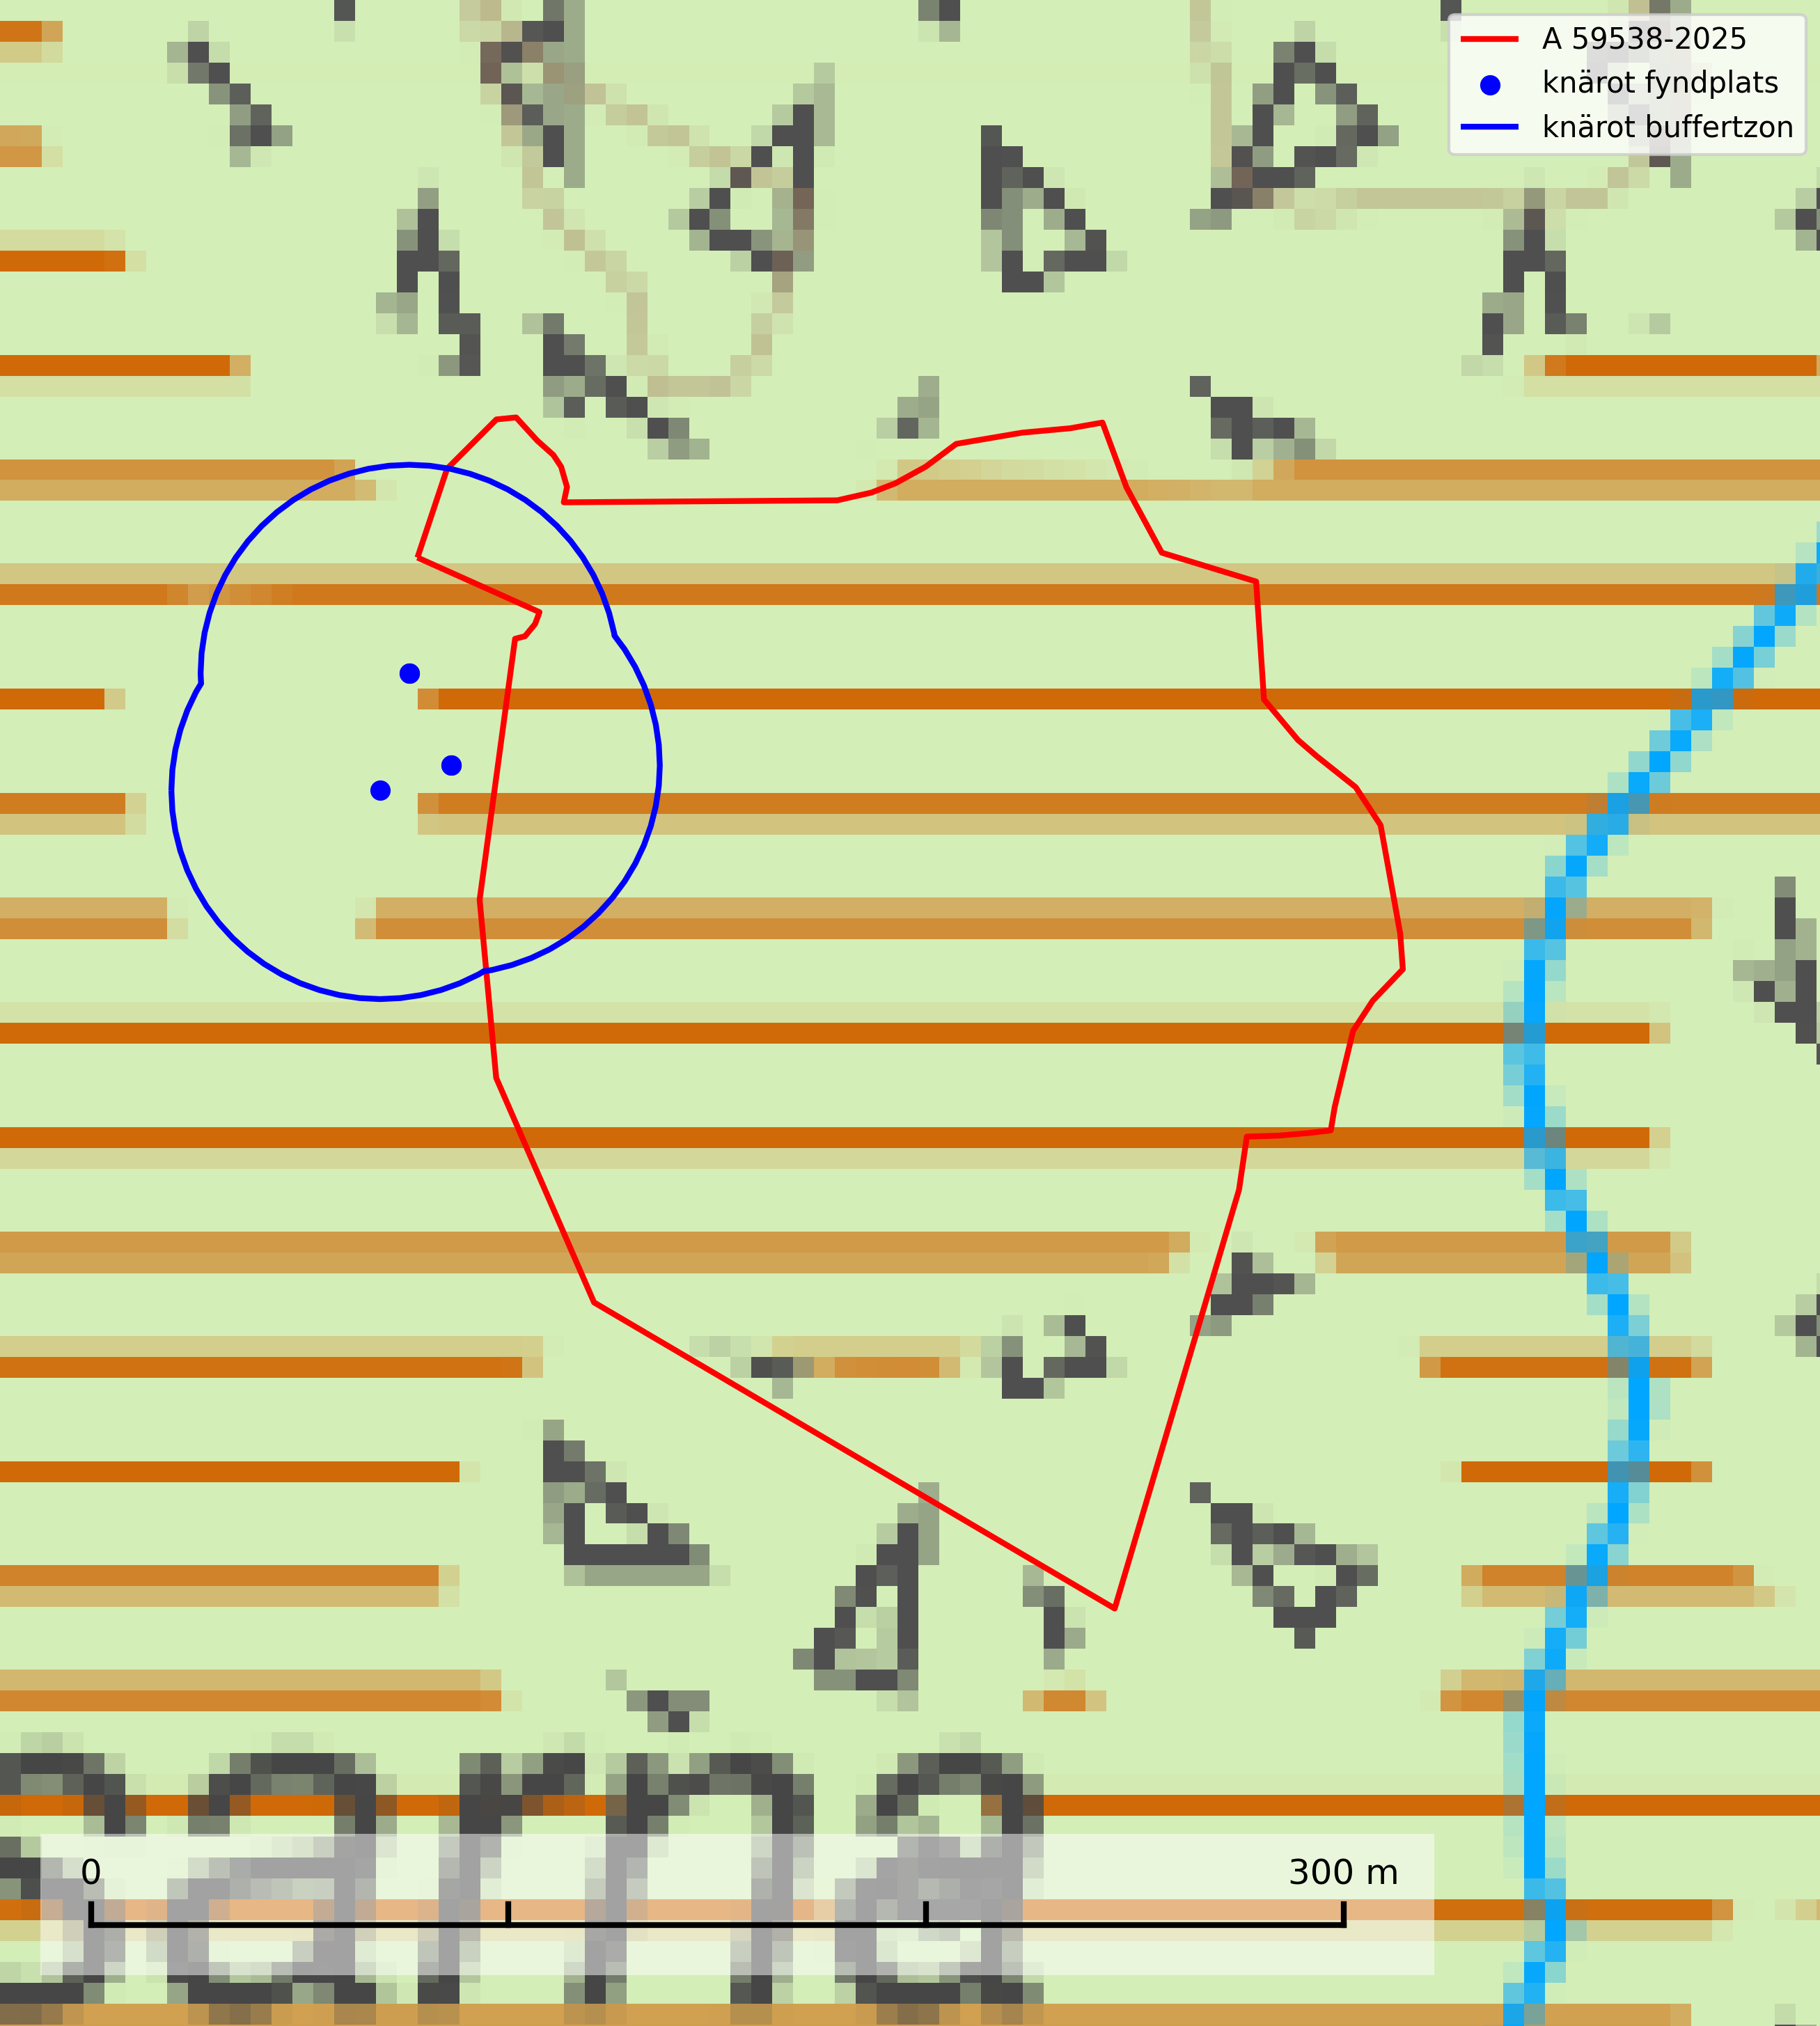 A 59538-2025
knärot fyndplats
knärot buffertzon
0
300 m